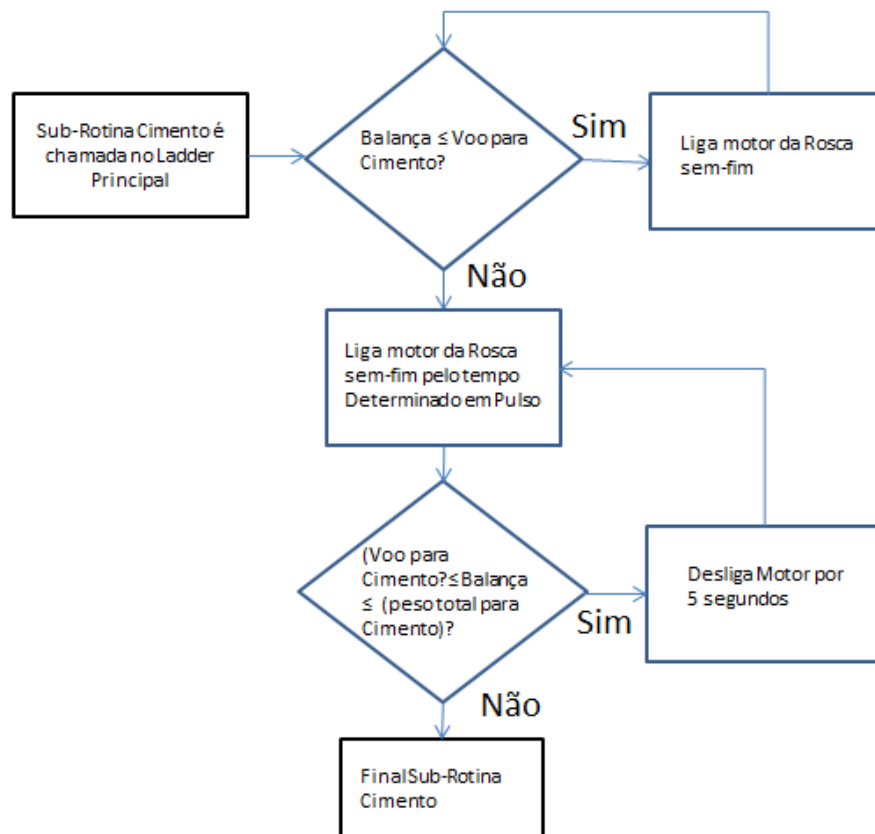 Sub-Rotina Cimento é
chamada no Ladder
Principal
Balança ≤ Voo para
Cimento?
Sim
Liga motor da Rosca
sem-fim
Não
Liga motor da Rosca
sem-fim pelo tempo
Determinado em Pulso
(Voo para
Cimento?≤Balança
≤ (peso total para
Cimento)?
Sim
Desliga Motor por
5 segundos
Não
Final Sub-Rotina
Cimento